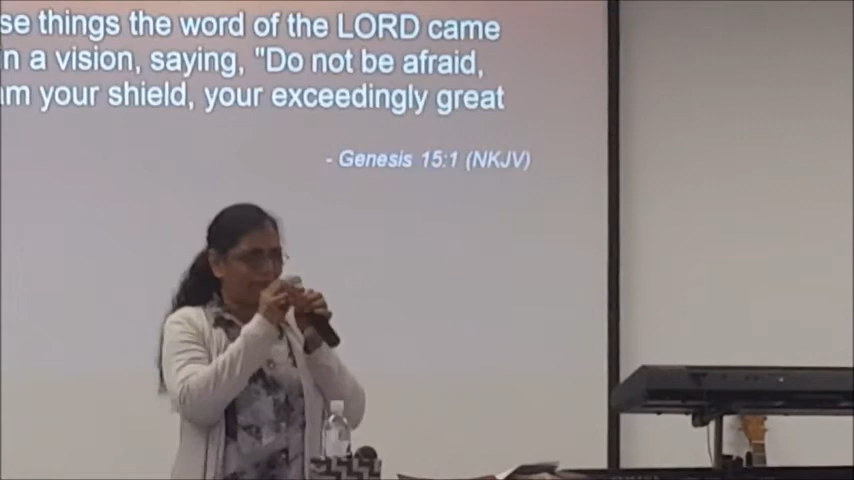 se things the word of the LORD came
n a vision, saying, "Do not be afraid,
m your shield, your exceedingly great
- Genesis 15:1 (NKJV)